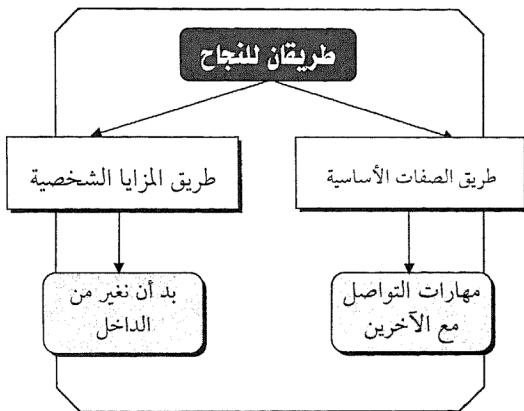 طريقان للنجاح
طريق الصفات الأساسية
طريق المزايا الشخصية
مهارات التواصل
مع الآخرين
بد أن نغير من
الداخل